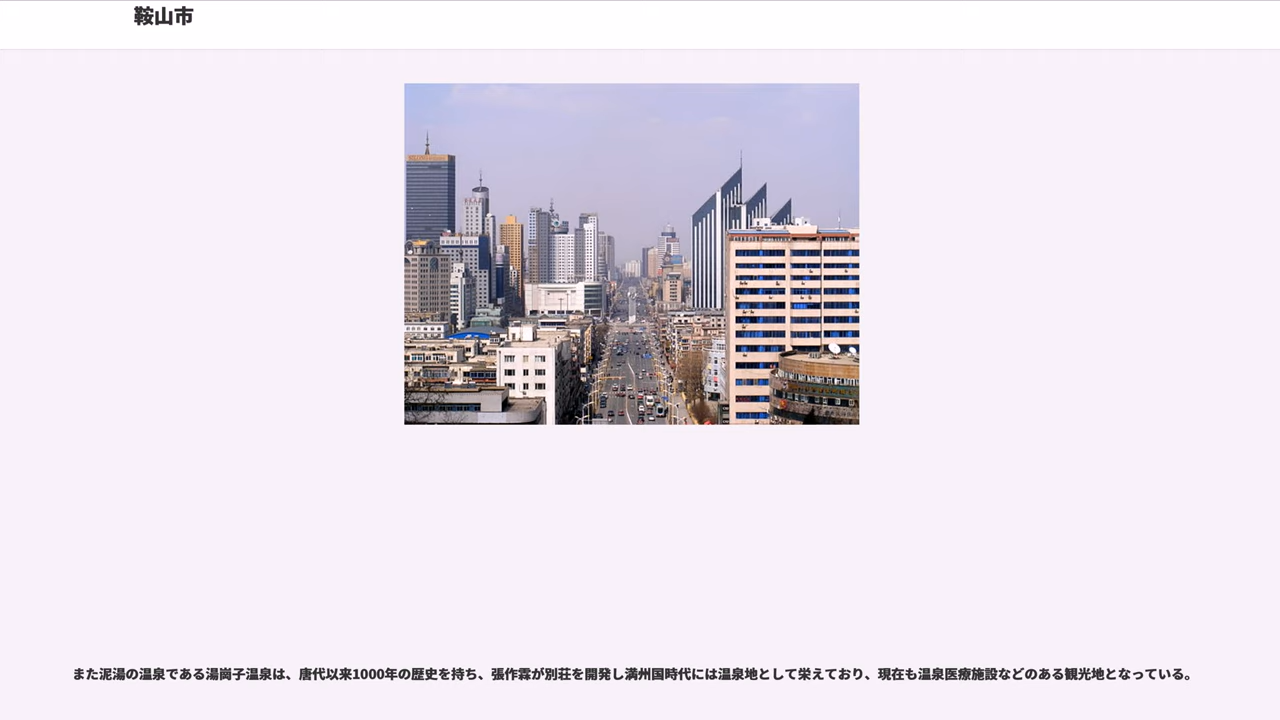 鞍山市
また泥湯の温泉である湯崗子温泉は、唐代以来1000年の歴史を持ち、張作霖が別荘を開発し満州国時代には温泉地として栄えており、現在も温泉医療施設などのある観光地となっている。